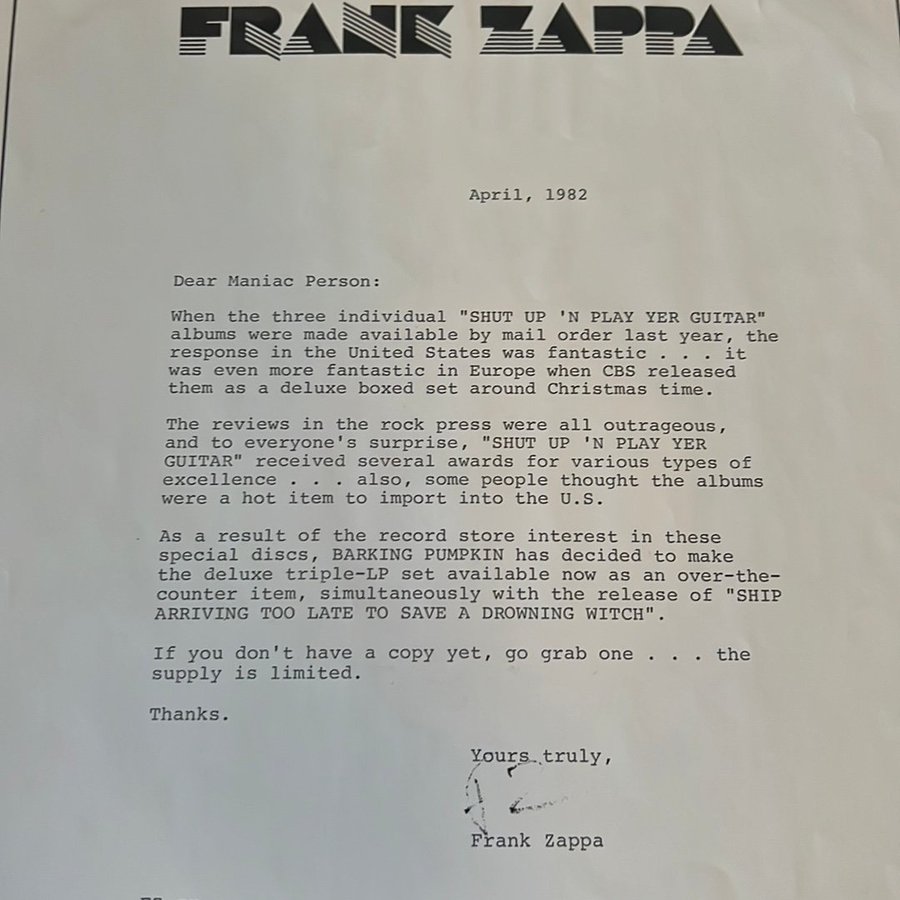 FRANK ZAPPA
April, 1982
Dear Maniac Person:
When the three individual "SHUT UP 'N PLAY YER GUITAR"
albums were made available by mail order last year, the
response in the United States was fantastic . . . it
was even more fantastic in Europe when CBS released
them as a deluxe boxed set around Christmas time.
The reviews in the rock press were all outrageous,
and to everyone's surprise, "SHUT UP 'N PLAY YER
GUITAR" received several awards for various types of
excellence . . . also, some people thought the albums
were a hot item to import into the U.S.
As a result of the record store interest in these
special discs, BARKING PUMPKIN has decided to make
the deluxe triple-LP set available now as an over-the-
counter item, simultaneously with the release of "SHIP
ARRIVING TOO LATE TO SAVE A DROWNING WITCH".
If you don't have a copy yet, go grab one . . . the
supply is limited.
Thanks.
Yours truly,
Frank Zappa